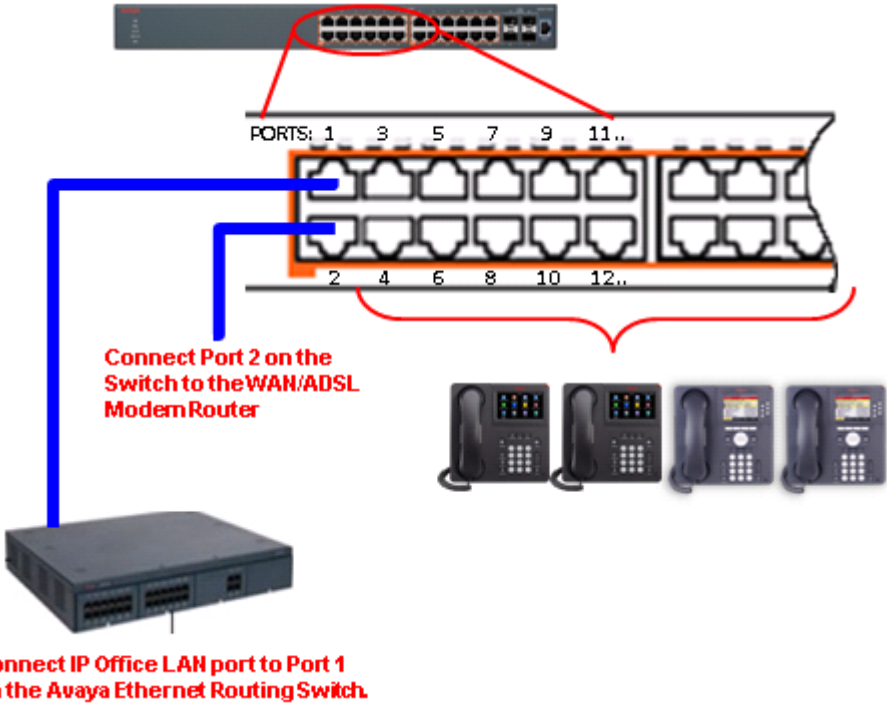 PORTS: 1 3 5 7 9 11..
2 4 6 8 10 12..
Connect Port 2 on the
Switch to the WAN/ADSL
Modem Router
onnect IP Office LAN port to Port 1
the Avaya Ethernet Routing Switch.